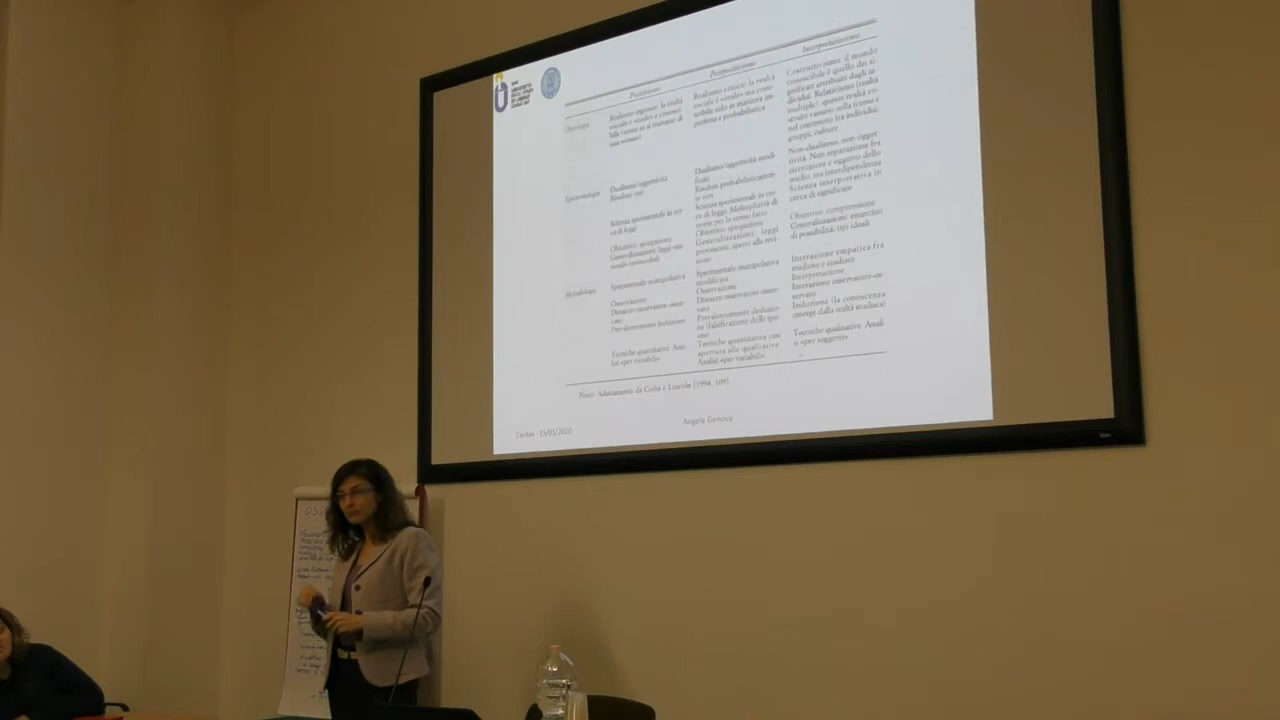 Positivismo
Postpositivismo
Interpretativismo
Ontologia
Realismo ingenuo: la realtà
sociale è «reale» e conosci-
bile (come se si trattasse di
una «cosa»)
Realismo critico: la realtà
sociale è «reale» ma cono-
scibile solo in maniera im-
perfetta e probabilistica
Costruttivismo: il mondo
conoscibile è quello dei si-
gnificati attribuiti dagli in-
dividui. Relativismo (realtà
multiple): queste realtà co-
struite variano nella forma e
nel contenuto fra individui,
gruppi, culture
Epistemologia
Dualismo/oggettività
Risultati veri
Scienza sperimentale in cer-
ca di leggi
Obiettivo: spiegazione
Generalizzazioni: leggi «na-
turali» immutabili
Dualismo/oggettività modi-
ficati
Risultati probabilisticamen-
te veri
Scienza sperimentale in cer-
ca di leggi. Molteplicità di
teorie per lo stesso fatto
Obiettivo: spiegazione
Generalizzazioni: leggi
provvisorie, aperte alla revi-
sione
Non-dualismo, non-ogget-
tività. Non separazione fra
ricercatore e oggetto dello
studio, ma interdipendenza
Scienza interpretativa in
cerca di significato
Obiettivo: comprensione
Generalizzazioni: enunciati
di possibilità; tipi ideali
Metodologia
Sperimentale-manipolativa
Osservazione
Distacco osservatore-osser-
vato
Prevalentemente induzione
Tecniche quantitative. Ana-
lisi «per variabili»
Sperimentale-manipolativa
modificata
Osservazione
Distacco osservatore-osser-
vato
Prevalentemente deduzio-
ne (falsificazione delle ipo-
tesi)
Tecniche quantitative con
apertura alle qualitative.
Analisi «per variabili»
Interazione empatica fra
studioso e studiato
Interpretazione
Interazione osservatore-os-
servato
Induzione (la conoscenza
emerge dalla realtà studiata)
Tecniche qualitative. Anali-
si «per soggetti»
Fonte: Adattamento da Guba e Lincoln [1994, 109]
Caritas - 15/01/2020
Angela Genova